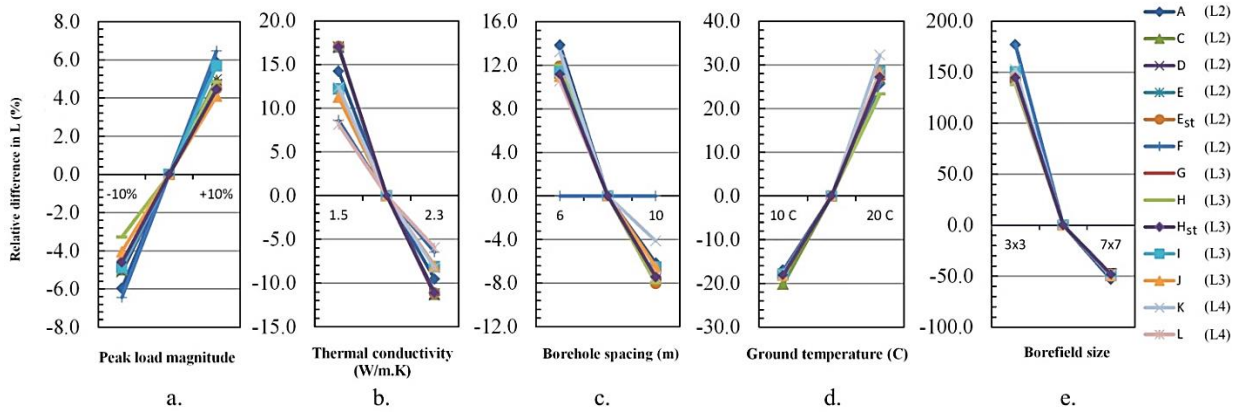 Relative difference in L (%)
8.0
6.0
4.0
2.0
0.0
-2.0
-4.0
-6.0
-8.0
-10%
+10%
Peak load magnitude
a.
20.0
15.0
10.0
5.0
0.0
-5.0
-10.0
-15.0
1.5
2.3
Thermal conductivity
(W/m.K)
b.
16.0
12.0
8.0
4.0
0.0
-4.0
-8.0
-12.0
6
10
Borehole spacing (m)
c.
40.0
30.0
20.0
10.0
0.0
-10.0
-20.0
-30.0
10 C
20 C
Ground temperature (C)
d.
200.0
150.0
100.0
50.0
0.0
-50.0
-100.0
3x3
7x7
Borefield size
e.
A (L2)
C (L2)
D (L2)
E (L2)
Est (L2)
F (L2)
G (L3)
H (L3)
Hst (L3)
I (L3)
J (L3)
K (L4)
L (L4)